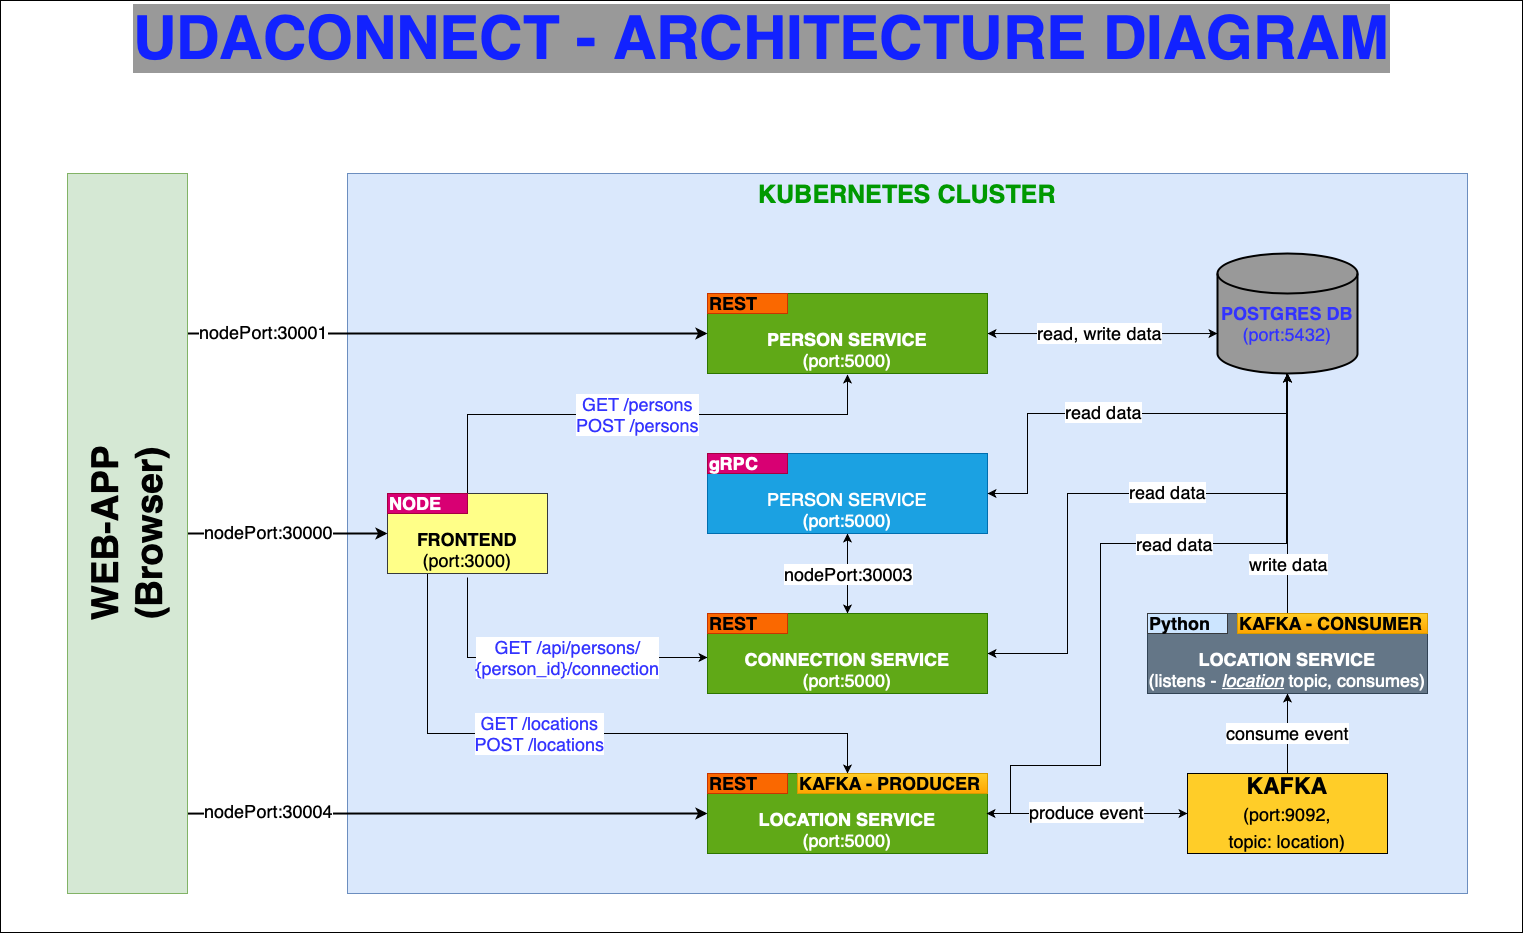 UDACONNECT - ARCHITECTURE DIAGRAM
KUBERNETES CLUSTER
WEB-APP
(Browser)
nodePort:30001
REST
PERSON SERVICE
(port:5000)
read, write data
POSTGRES DB
(port:5432)
GET /persons
POST /persons
read data
gRPC
PERSON SERVICE
(port:5000)
read data
nodePort:30000
NODE
FRONTEND
(port:3000)
nodePort:30003
read data
write data
REST
CONNECTION SERVICE
(port:5000)
GET /api/persons/
{person_id}/connection
Python
KAFKA - CONSUMER
LOCATION SERVICE
(listens - location topic, consumes)
GET /locations
POST /locations
consume event
nodePort:30004
REST
KAFKA - PRODUCER
LOCATION SERVICE
(port:5000)
produce event
KAFKA
(port:9092,
topic: location)